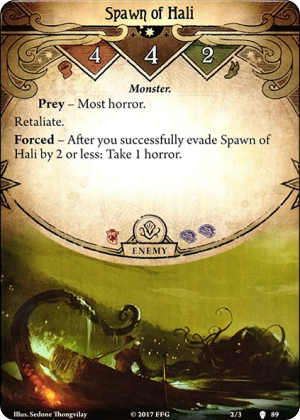 Spawn of Hali
4 4 2
Monster.
Prey – Most horror.
Retaliate.
Forced – After you successfully evade Spawn of
Hali by 2 or less: Take 1 horror.
ENEMY
Illus. Sedone Thongvilay © 2017 FFG 2/3 89